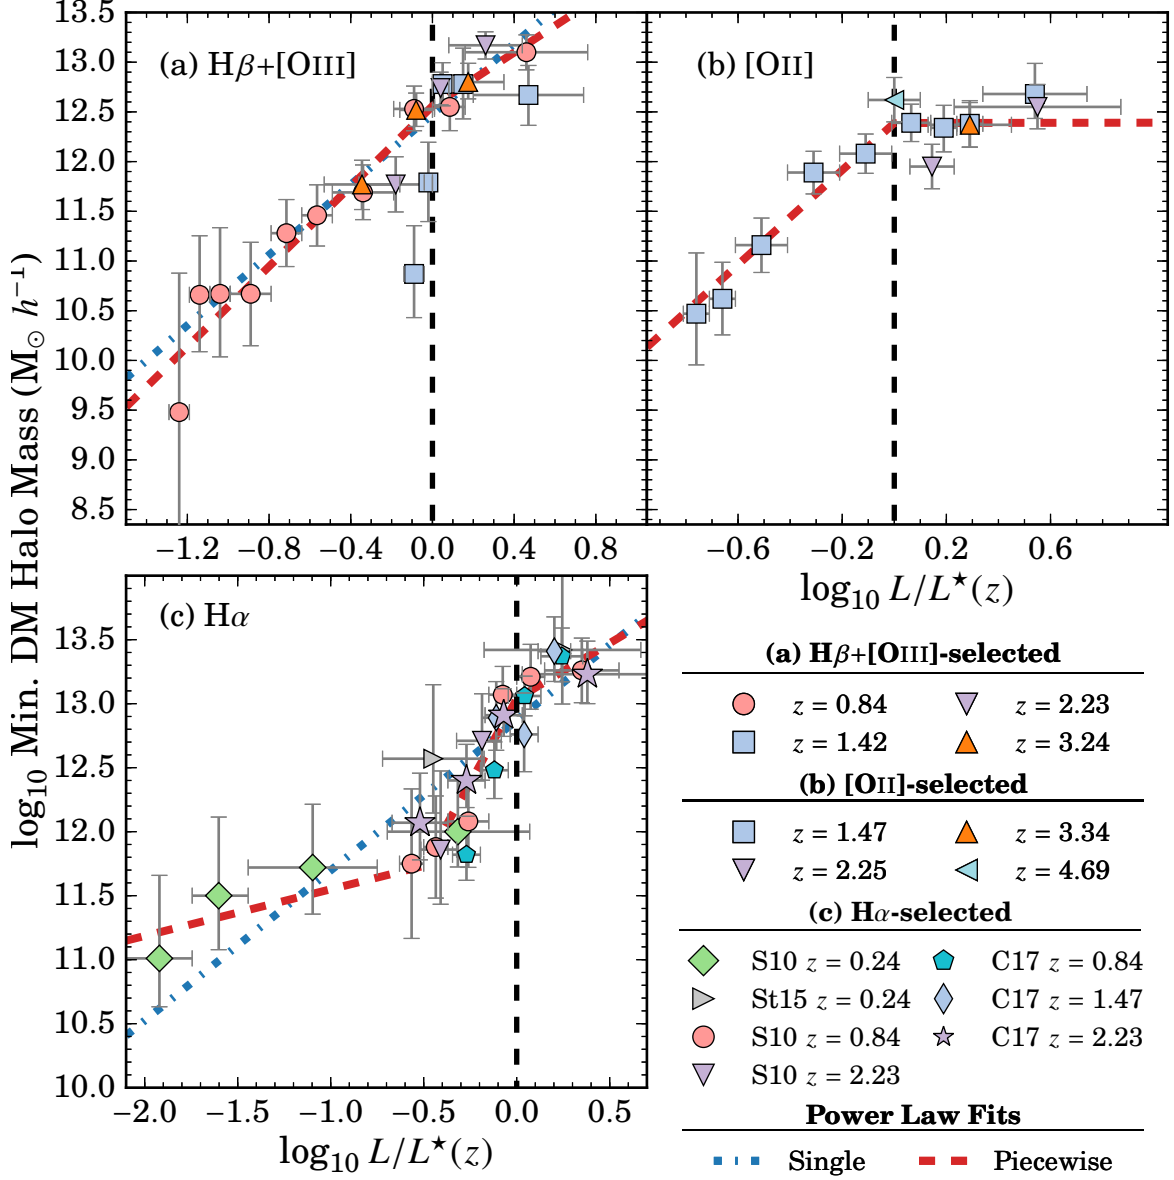 log₁₀ Min. DM Halo Mass (M⊙ h⁻¹)
(a) Hβ+[OIII]
13.5
13.0
12.5
12.0
11.5
11.0
10.5
10.0
9.5
9.0
8.5
−1.2 −0.8 −0.4 0.0 0.4 0.8
(b) [OII]
−0.6 −0.2 0.2 0.6
log₁₀ L/L★(z)
(c) Hα
13.5
13.0
12.5
12.0
11.5
11.0
10.5
10.0
−2.0 −1.5 −1.0 −0.5 0.0 0.5
log₁₀ L/L★(z)
(a) Hβ+[OIII]-selected
z = 0.84 z = 2.23
z = 1.42 z = 3.24
(b) [OII]-selected
z = 1.47 z = 3.34
z = 2.25 z = 4.69
(c) Hα-selected
S10 z = 0.24 C17 z = 0.84
St15 z = 0.24 C17 z = 1.47
S10 z = 0.84 C17 z = 2.23
S10 z = 2.23
Power Law Fits
Single Piecewise